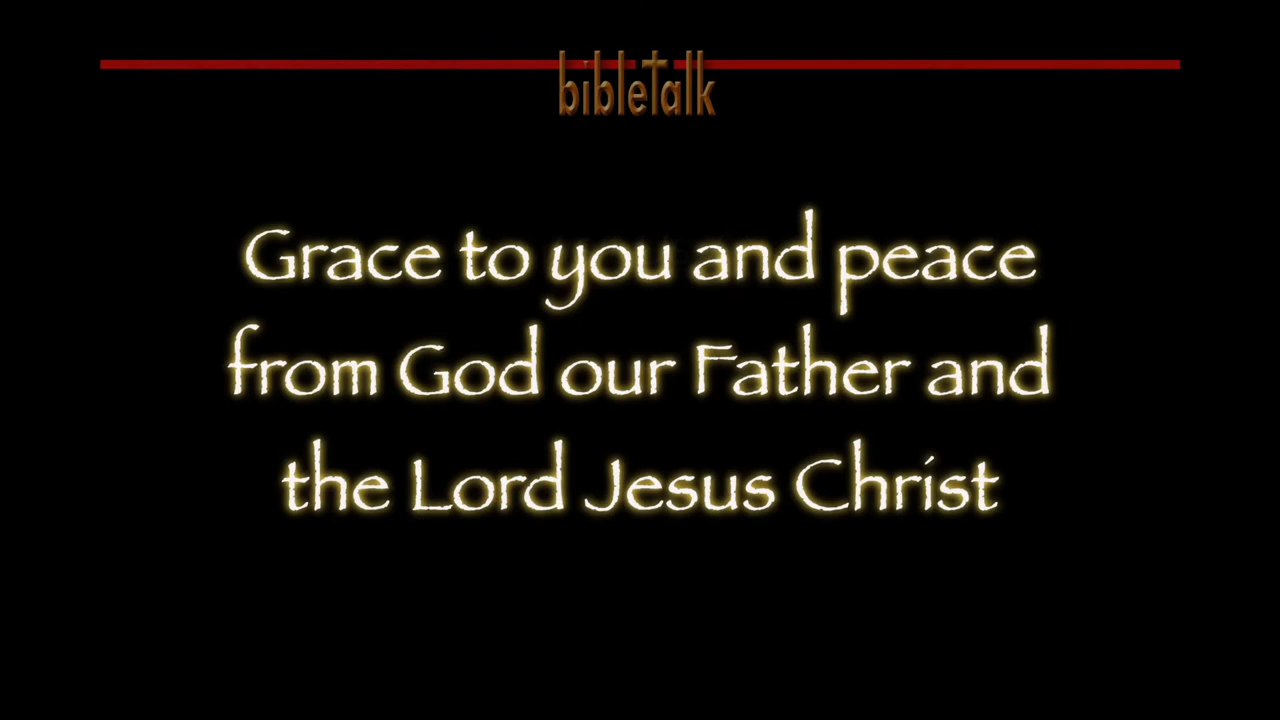 bibleTalk
Grace to you and peace
from God our Father and
the Lord Jesus Christ